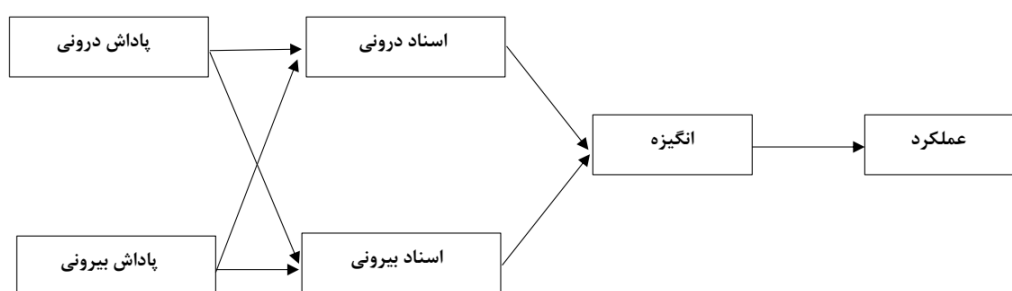 پاداش درونی
اسناد درونی
انگیزه
عملکرد
پاداش بیرونی
اسناد بیرونی